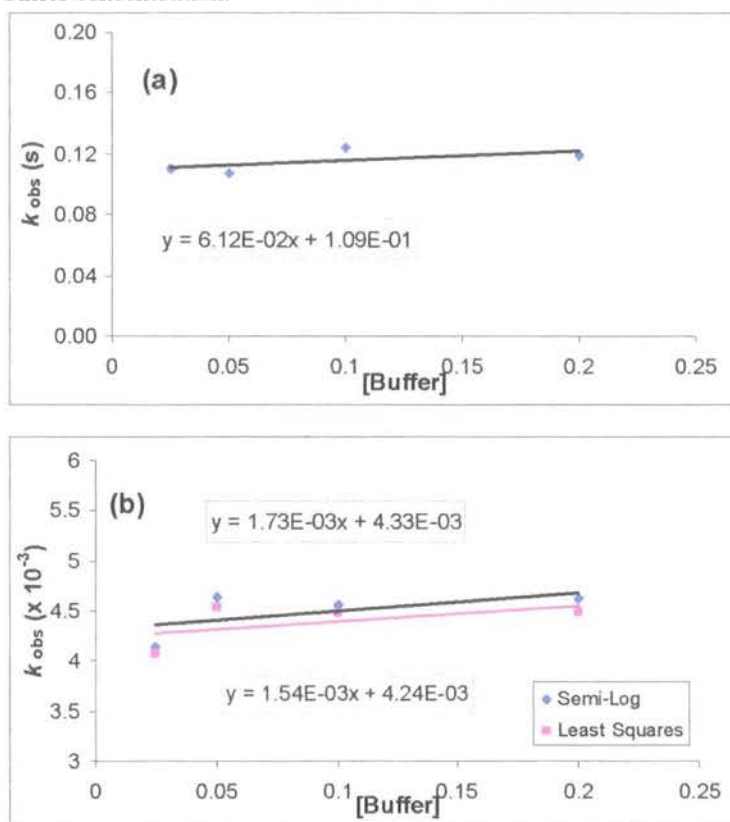 0.20
(a)
0.16
0.12
0.08
y = 6.12E-02x + 1.09E-01
0.04
0.00
k obs (s)
0
0.05
0.1
0.15
0.2
0.25
[Buffer]
6
(b)
5.5
y = 1.73E-03x + 4.33E-03
5
4.5
4
y = 1.54E-03x + 4.24E-03
3.5
3
k obs (x 10-3)
Semi-Log
Least Squares
0
0.05
0.1
0.15
0.2
0.25
[Buffer]